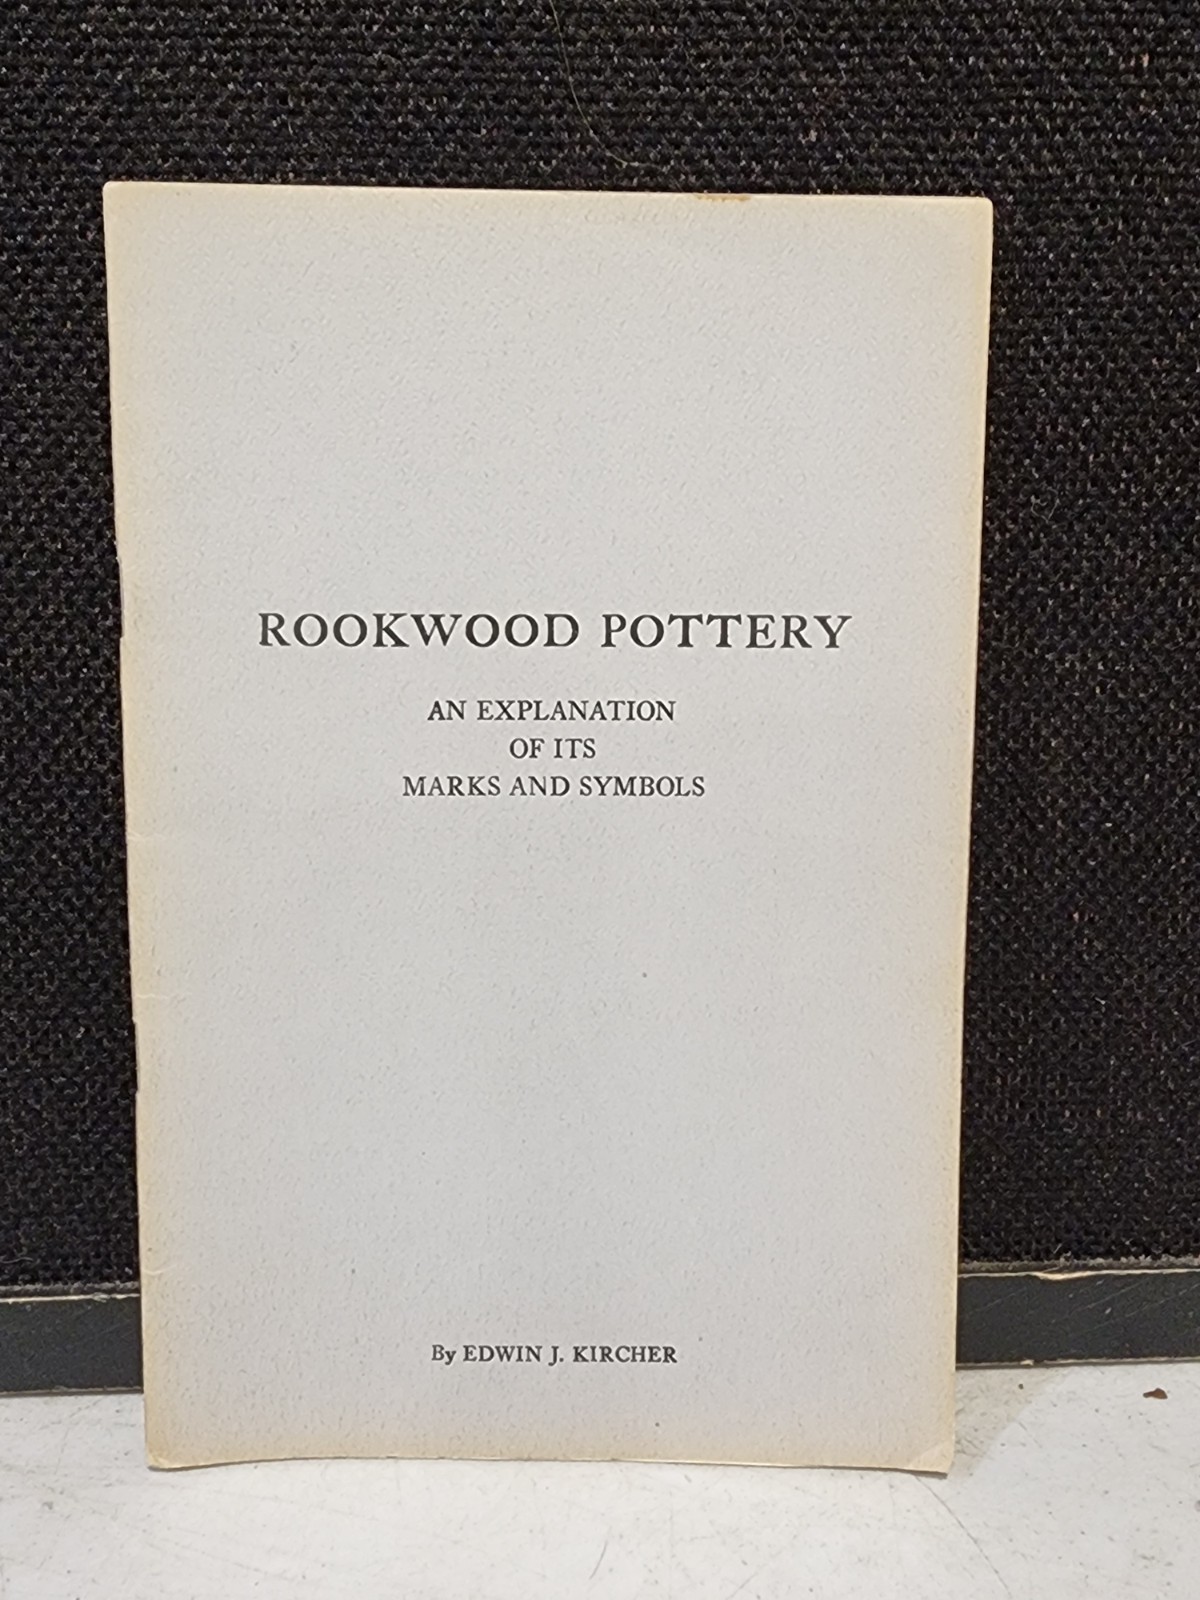 ROOKWOOD POTTERY
AN EXPLANATION
OF ITS
MARKS AND SYMBOLS
By EDWIN J. KIRCHER